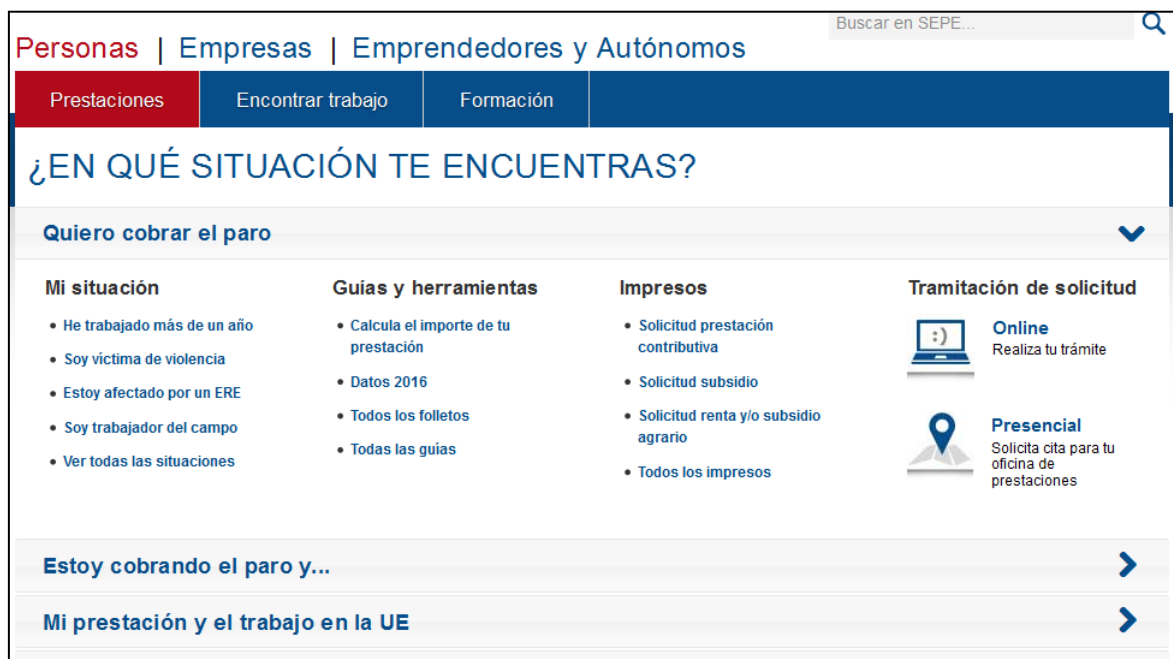 Buscar en SEPE...
Personas | Empresas | Emprendedores y Autónomos
Prestaciones
Encontrar trabajo
Formación
¿EN QUÉ SITUACIÓN TE ENCUENTRAS?
Quiero cobrar el paro
Mi situación
• He trabajado más de un año
• Soy víctima de violencia
• Estoy afectado por un ERE
• Soy trabajador del campo
• Ver todas las situaciones
Guías y herramientas
• Calcula el importe de tu
prestación
• Datos 2016
• Todos los folletos
• Todas las guías
Impresos
• Solicitud prestación
contributiva
• Solicitud subsidio
• Solicitud renta y/o subsidio
agrario
• Todos los impresos
Tramitación de solicitud
:)
Online
Realiza tu trámite
Presencial
Solicita cita para tu
oficina de
prestaciones
Estoy cobrando el paro y...
Mi prestación y el trabajo en la UE